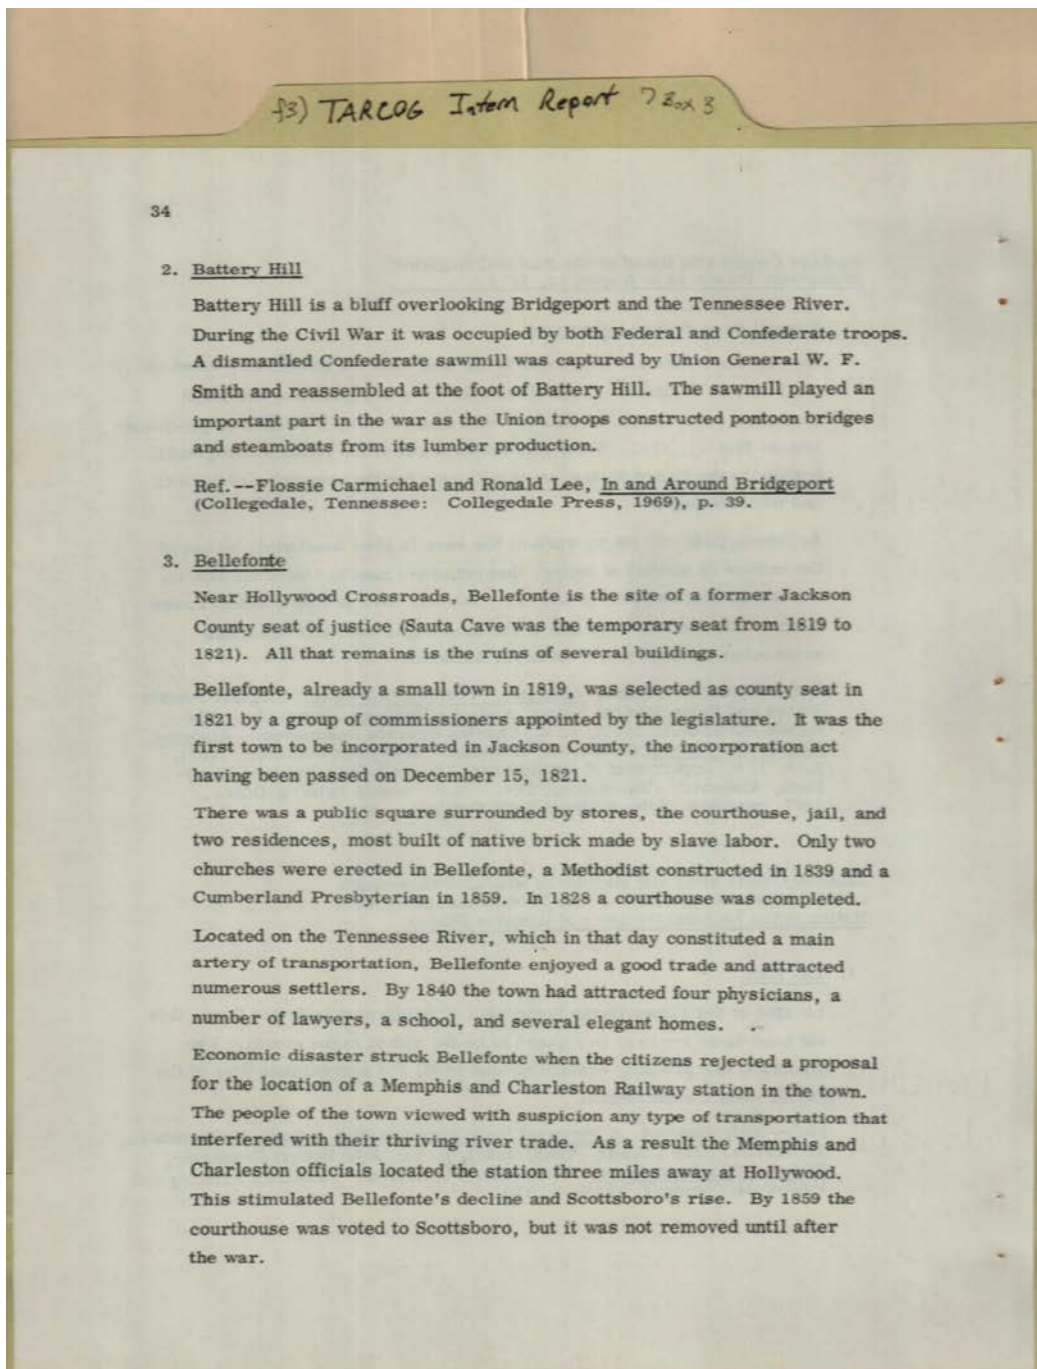 f3) TARCOG Intern Report 7 Box 3
34
2. Battery Hill
Battery Hill is a bluff overlooking Bridgeport and the Tennessee River.
During the Civil War it was occupied by both Federal and Confederate troops.
A dismantled Confederate sawmill was captured by Union General W. F.
Smith and reassembled at the foot of Battery Hill. The sawmill played an
important part in the war as the Union troops constructed pontoon bridges
and steamboats from its lumber production.
Ref.--Flossie Carmichael and Ronald Lee, In and Around Bridgeport
(Collegedale, Tennessee: Collegedale Press, 1969), p. 39.
3. Bellefonte
Near Hollywood Crossroads, Bellefonte is the site of a former Jackson
County seat of justice (Sauta Cave was the temporary seat from 1819 to
1821). All that remains is the ruins of several buildings.
Bellefonte, already a small town in 1819, was selected as county seat in
1821 by a group of commissioners appointed by the legislature. It was the
first town to be incorporated in Jackson County, the incorporation act
having been passed on December 15, 1821.
There was a public square surrounded by stores, the courthouse, jail, and
two residences, most built of native brick made by slave labor. Only two
churches were erected in Bellefonte, a Methodist constructed in 1839 and a
Cumberland Presbyterian in 1859. In 1828 a courthouse was completed.
Located on the Tennessee River, which in that day constituted a main
artery of transportation, Bellefonte enjoyed a good trade and attracted
numerous settlers. By 1840 the town had attracted four physicians, a
number of lawyers, a school, and several elegant homes.
Economic disaster struck Bellefonte when the citizens rejected a proposal
for the location of a Memphis and Charleston Railway station in the town.
The people of the town viewed with suspicion any type of transportation that
interfered with their thriving river trade. As a result the Memphis and
Charleston officials located the station three miles away at Hollywood.
This stimulated Bellefonte's decline and Scottsboro's rise. By 1859 the
courthouse was voted to Scottsboro, but it was not removed until after
the war.